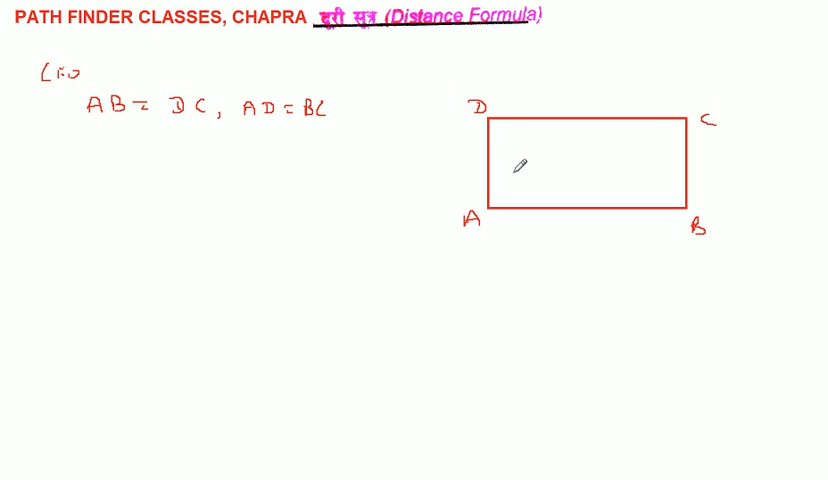 PATH FINDER CLASSES, CHAPRA दूरी सूत्र (Distance Formula)
AB = DC, AD = BC
D
C
A
B